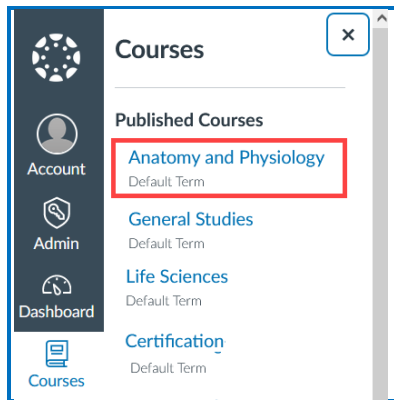 Courses
Published Courses
Anatomy and Physiology
Default Term
General Studies
Default Term
Life Sciences
Default Term
Certification
Default Term
Account
Admin
Dashboard
Courses